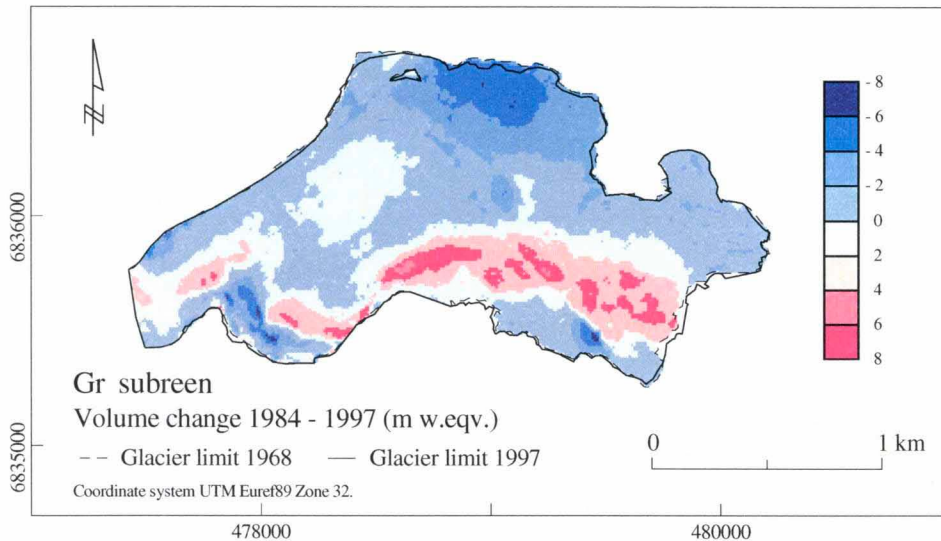 - 8
- 6
- 4
- 2
0
2
4
6
8
6836000
6835000
Gr subreen
Volume change 1984 - 1997 (m w.eqv.)
Glacier limit 1968
Glacier limit 1997
Coordinate system UTM Euref89 Zone 32.
0
1 km
478000
480000